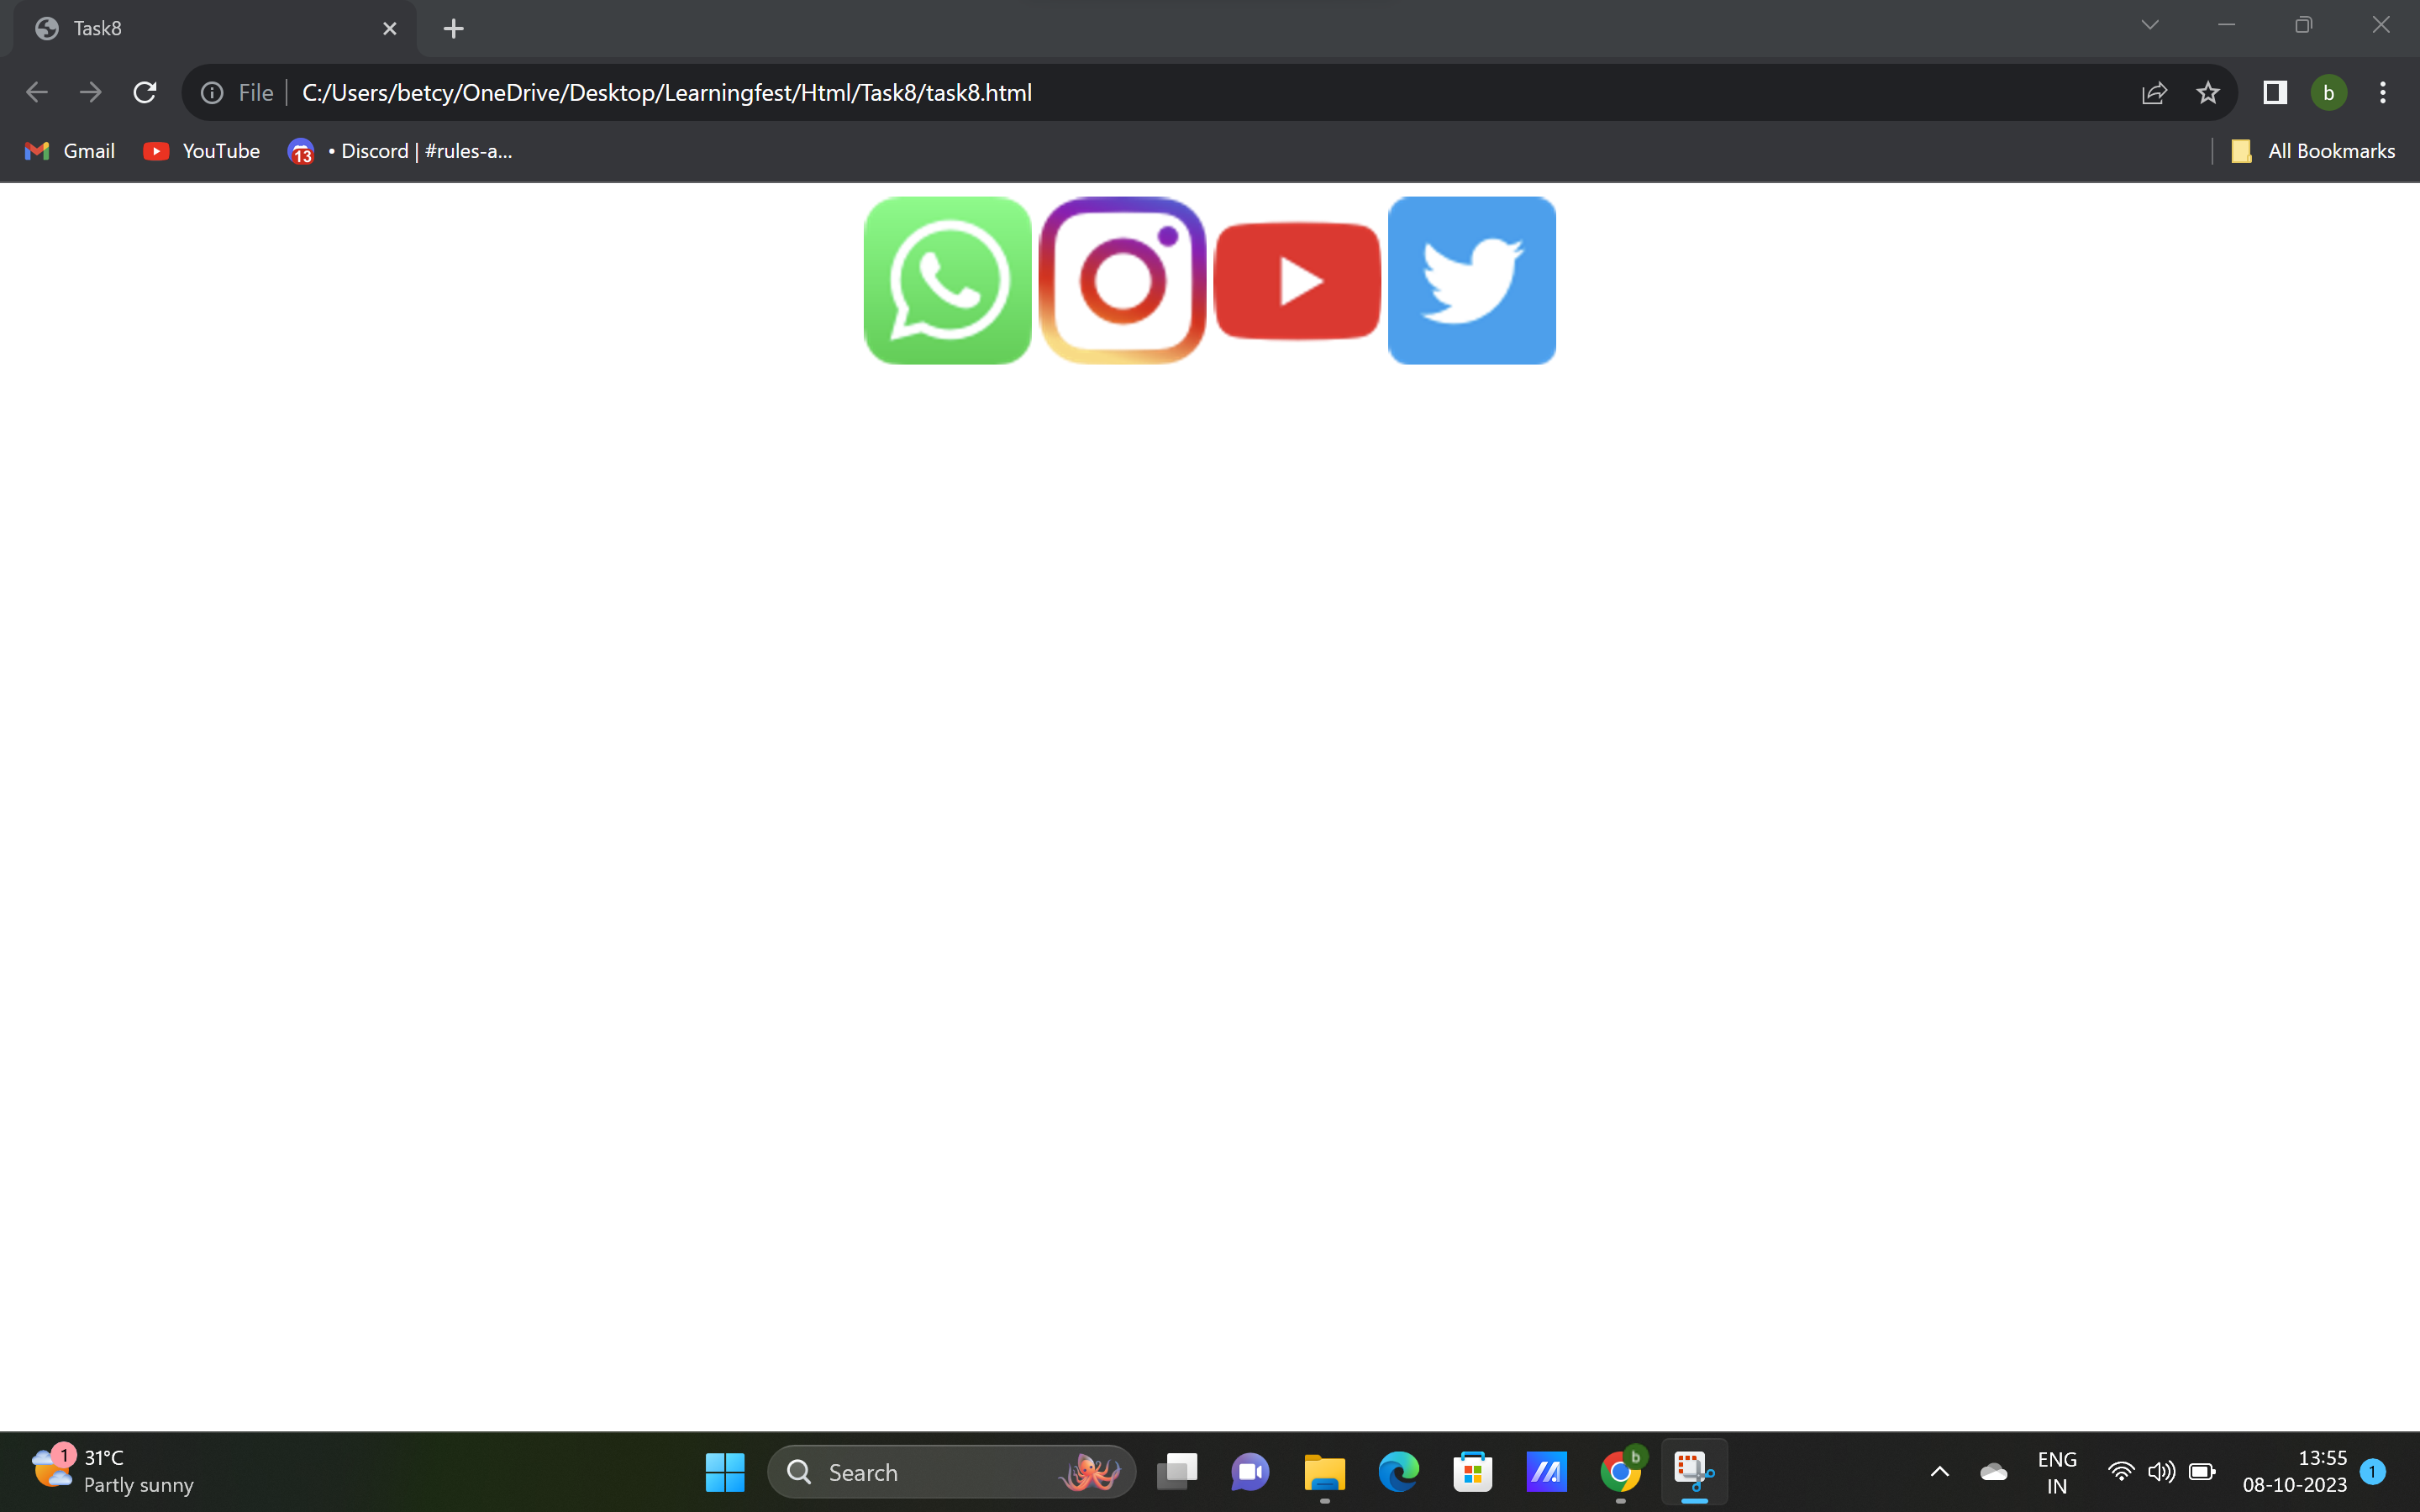 Task8
File
C:/Users/betcy/OneDrive/Desktop/Learningfest/Html/Task8/task8.html
b
Gmail
YouTube
13
• Discord | #rules-a...
All Bookmarks
1
31°C
Partly sunny
Search
b
ENG
IN
13:55
08-10-2023
1